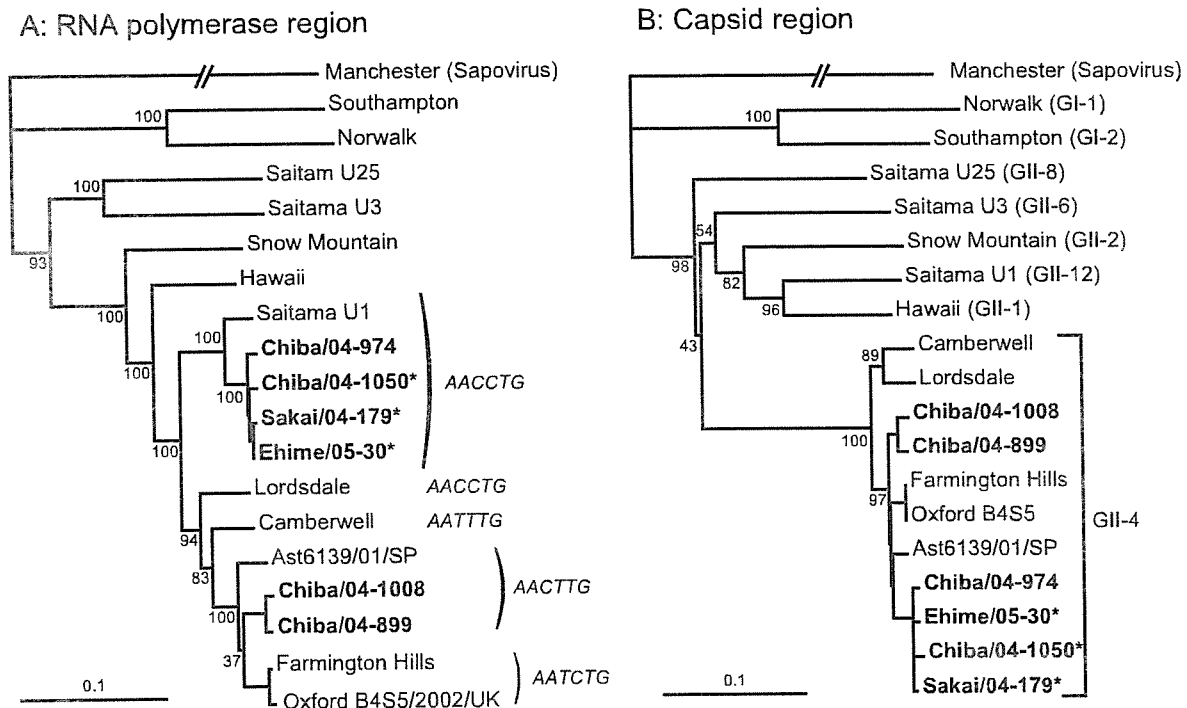 A: RNA polymerase region
Manchester (Sapovirus)
Southampton
100
Norwalk
Saitam U25
100
Saitama U3
Snow Mountain
93
Hawaii
100
Saitama U1
100
Chiba/04-974
100
Chiba/04-1050*
AACCTG
100
Sakai/04-179*
Ehime/05-30*
100
Lordsdale
AACCTG
Camberwell
AATTTG
94
Ast6139/01/SP
83
Chiba/04-1008
AACTTG
100
Chiba/04-899
37
Farmington Hills
AATCTG
Oxford B4S5/2002/UK
0.1
B: Capsid region
Manchester (Sapovirus)
Norwalk (GI-1)
100
Southampton (GI-2)
Saitama U25 (GII-8)
Saitama U3 (GII-6)
54
Snow Mountain (GII-2)
98
82
Saitama U1 (GII-12)
96
Hawaii (GII-1)
43
Camberwell
89
Lordsdale
Chiba/04-1008
100
Chiba/04-899
Farmington Hills
97
Oxford B4S5
GII-4
Ast6139/01/SP
Chiba/04-974
Ehime/05-30*
Chiba/04-1050*
Sakai/04-179*
0.1